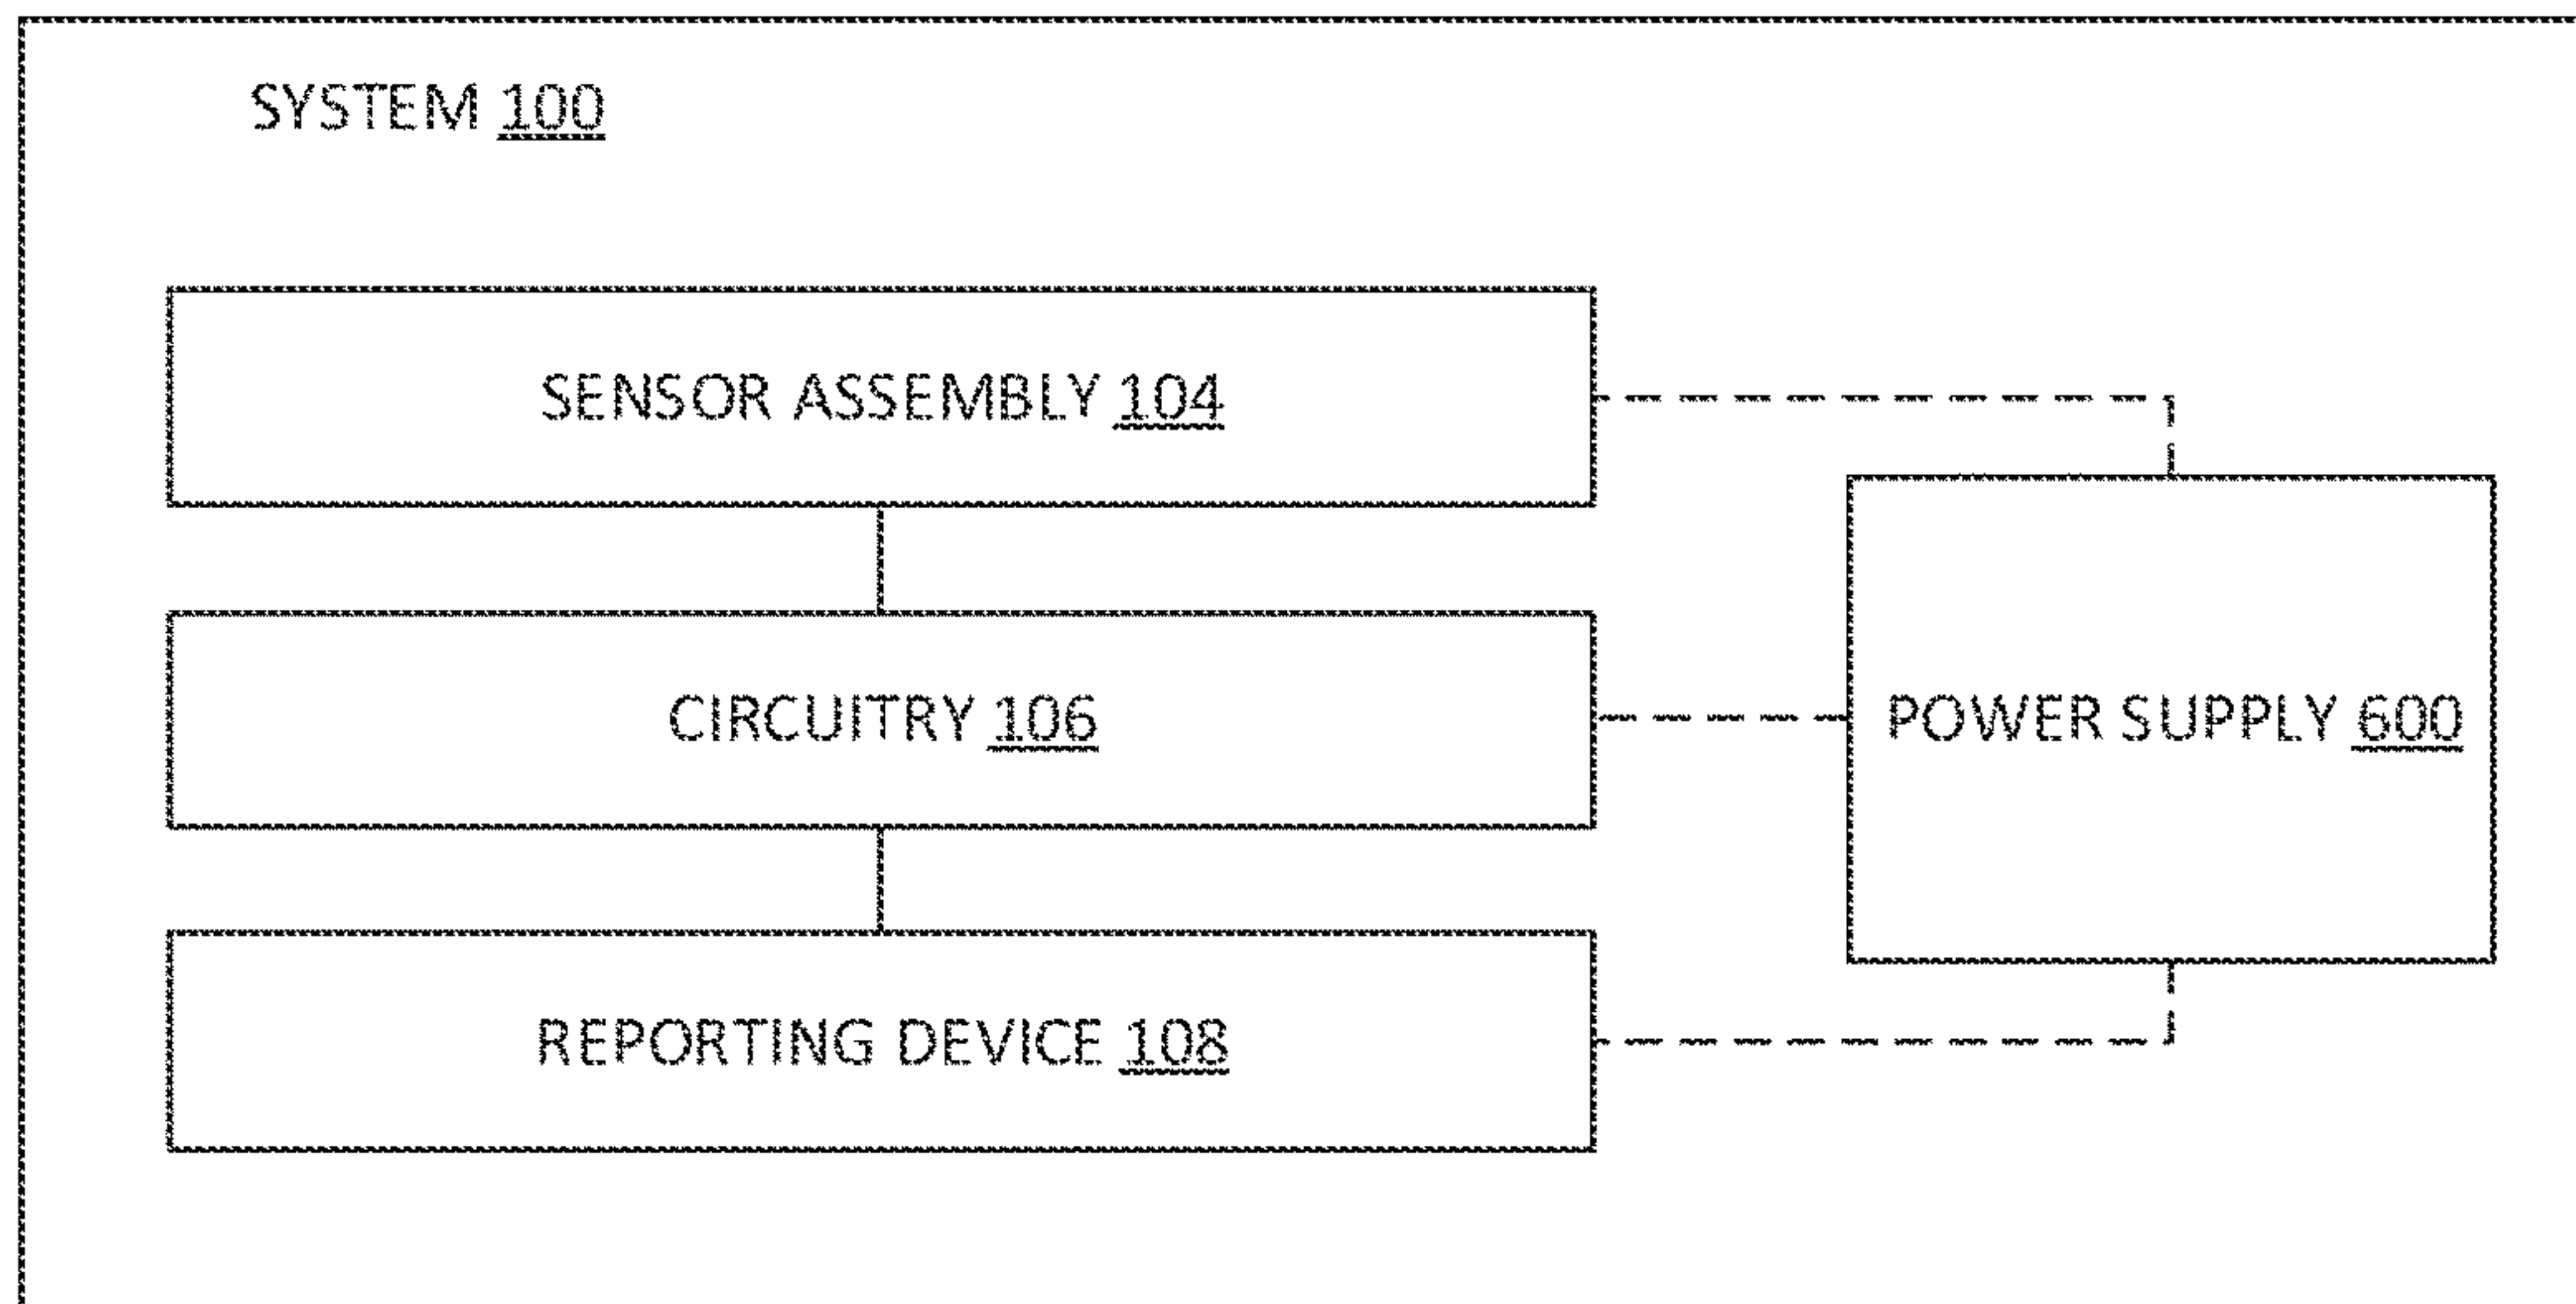 SYSTEM 100
SENSOR ASSEMBLY 104
CIRCUITRY 106
POWER SUPPLY 600
REPORTING DEVICE 108